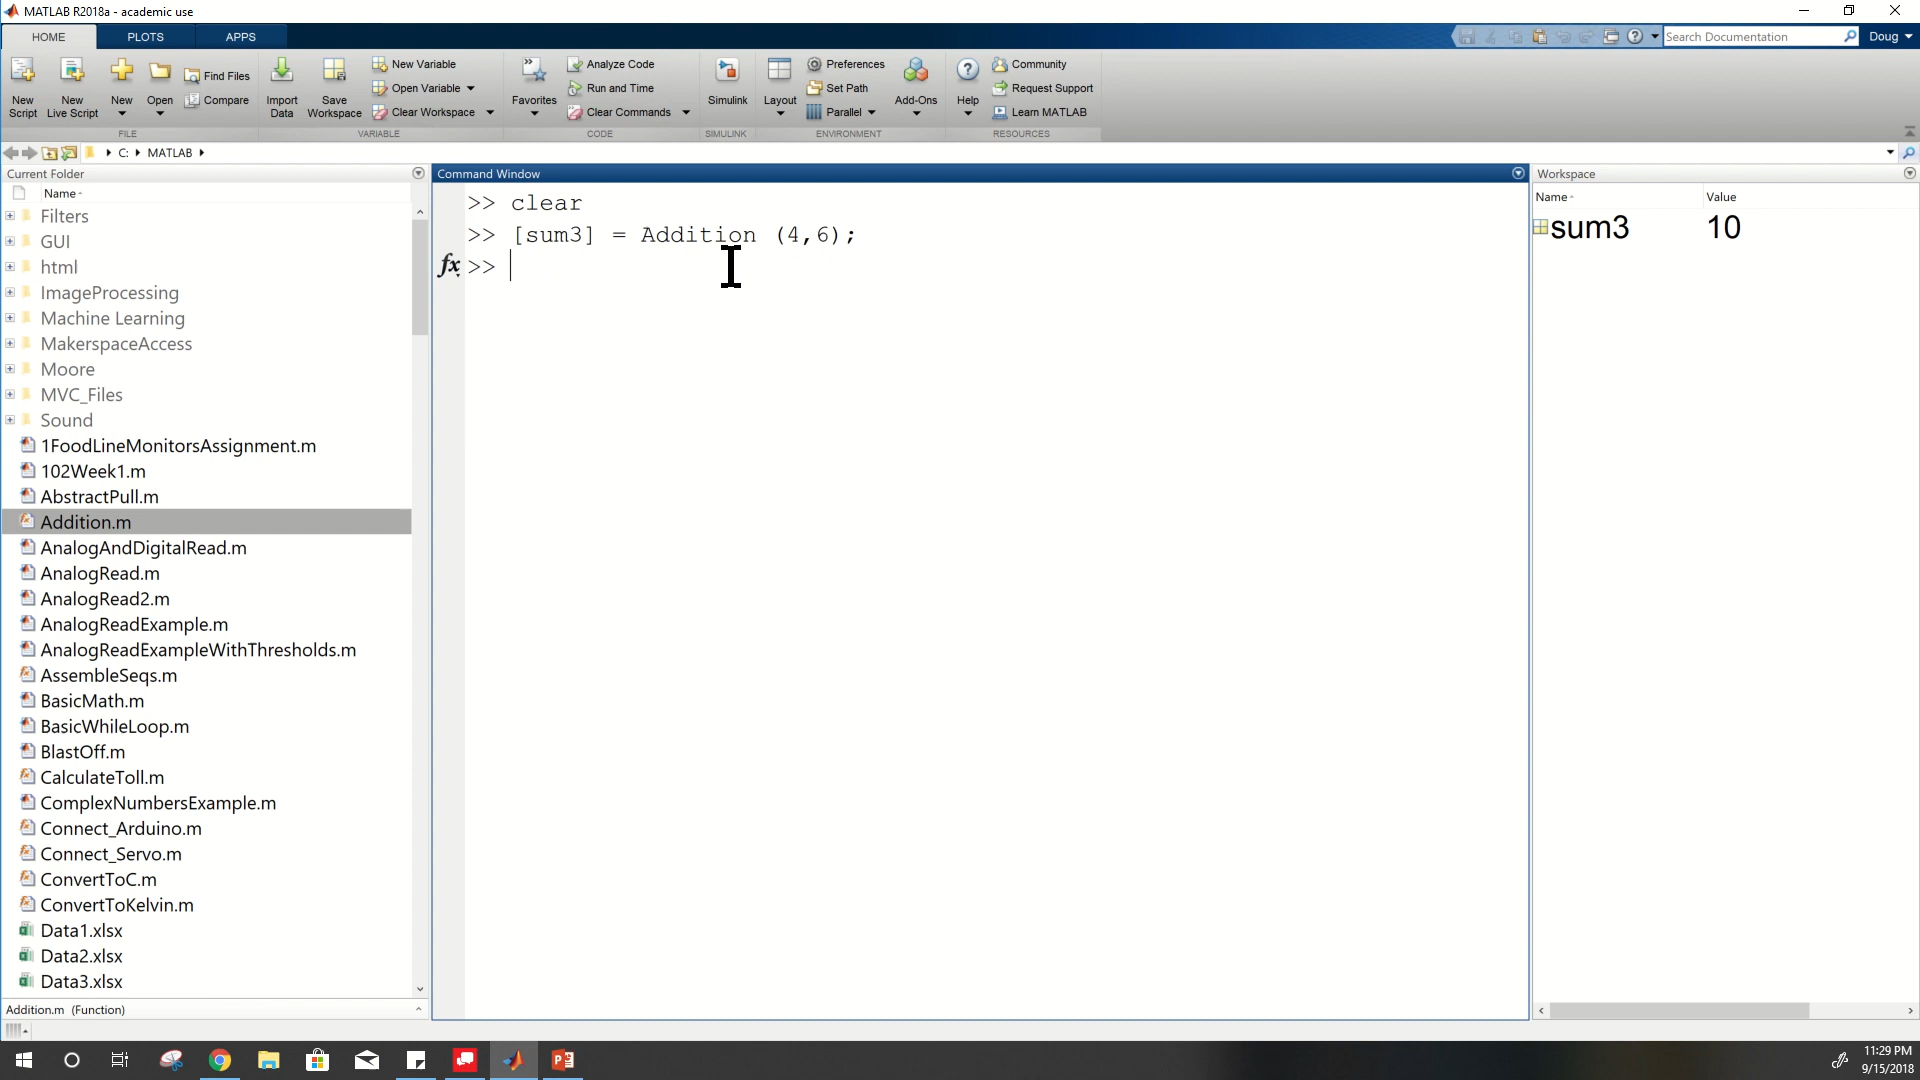 MATLAB R2018a - academic use
HOME PLOTS APPS
Search Documentation Doug
New Script
New Live Script
New
Open
Find Files
Compare
FILE
Import Data
Save Workspace
New Variable
Open Variable
Clear Workspace
VARIABLE
Favorites
Analyze Code
Run and Time
Clear Commands
CODE
Simulink
SIMULINK
Layout
Preferences
Set Path
Parallel
Add-Ons
ENVIRONMENT
Help
Community
Request Support
Learn MATLAB
RESOURCES
C: MATLAB
Current Folder
Name
Filters
GUI
html
ImageProcessing
Machine Learning
MakerspaceAccess
Moore
MVC_Files
Sound
1FoodLineMonitorsAssignment.m
102Week1.m
AbstractPull.m
Addition.m
AnalogAndDigitalRead.m
AnalogRead.m
AnalogRead2.m
AnalogReadExample.m
AnalogReadExampleWithThresholds.m
AssembleSeqs.m
BasicMath.m
BasicWhileLoop.m
BlastOff.m
CalculateToll.m
ComplexNumbersExample.m
Connect_Arduino.m
Connect_Servo.m
ConvertToC.m
ConvertToKelvin.m
Data1.xlsx
Data2.xlsx
Data3.xlsx
Addition.m (Function)
Command Window
>> clear
>> [sum3] = Addition (4,6);
fx >>
Workspace
Name Value
sum3 10
11:29 PM
9/15/2018